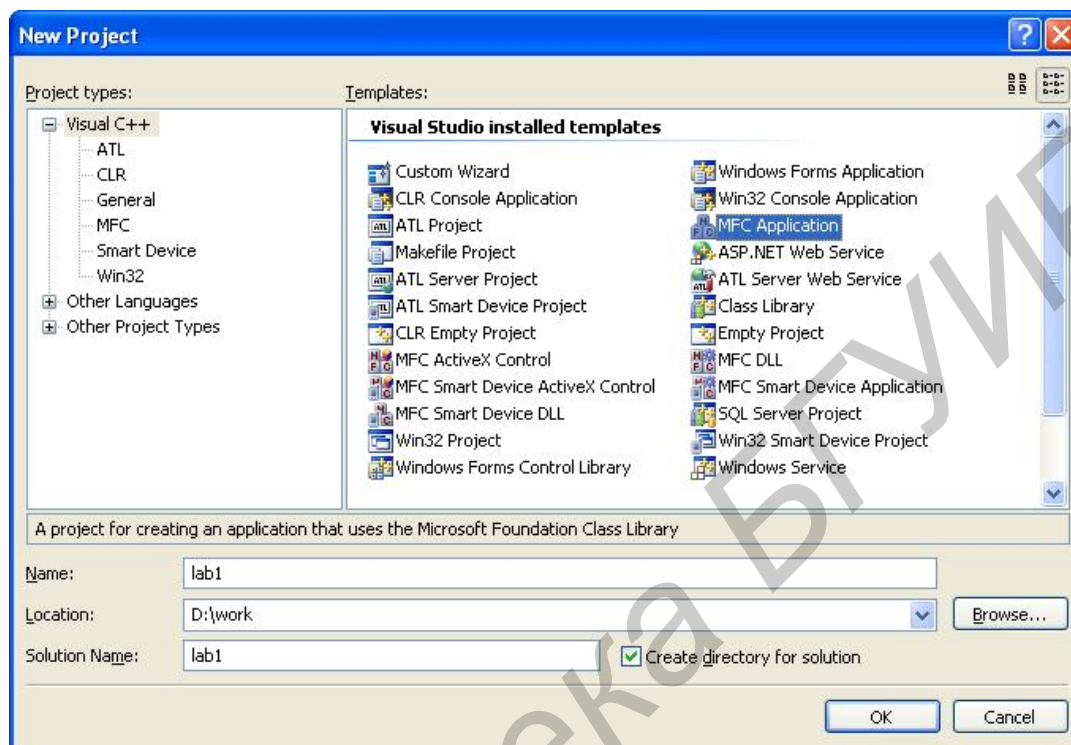 New Project
Project types:
Templates:
Visual C++
ATL
CLR
General
MFC
Smart Device
Win32
Other Languages
Other Project Types
Visual Studio installed templates
Custom Wizard
CLR Console Application
ATL Project
Makefile Project
ATL Server Project
ATL Smart Device Project
CLR Empty Project
MFC ActiveX Control
MFC Smart Device ActiveX Control
MFC Smart Device DLL
Win32 Project
Windows Forms Control Library
Windows Forms Application
Win32 Console Application
MFC Application
ASP.NET Web Service
ATL Server Web Service
Class Library
Empty Project
MFC DLL
MFC Smart Device Application
SQL Server Project
Win32 Smart Device Project
Windows Service
A project for creating an application that uses the Microsoft Foundation Class Library
Name: lab1
Location: D:\work Browse...
Solution Name: lab1 Create directory for solution
OK Cancel